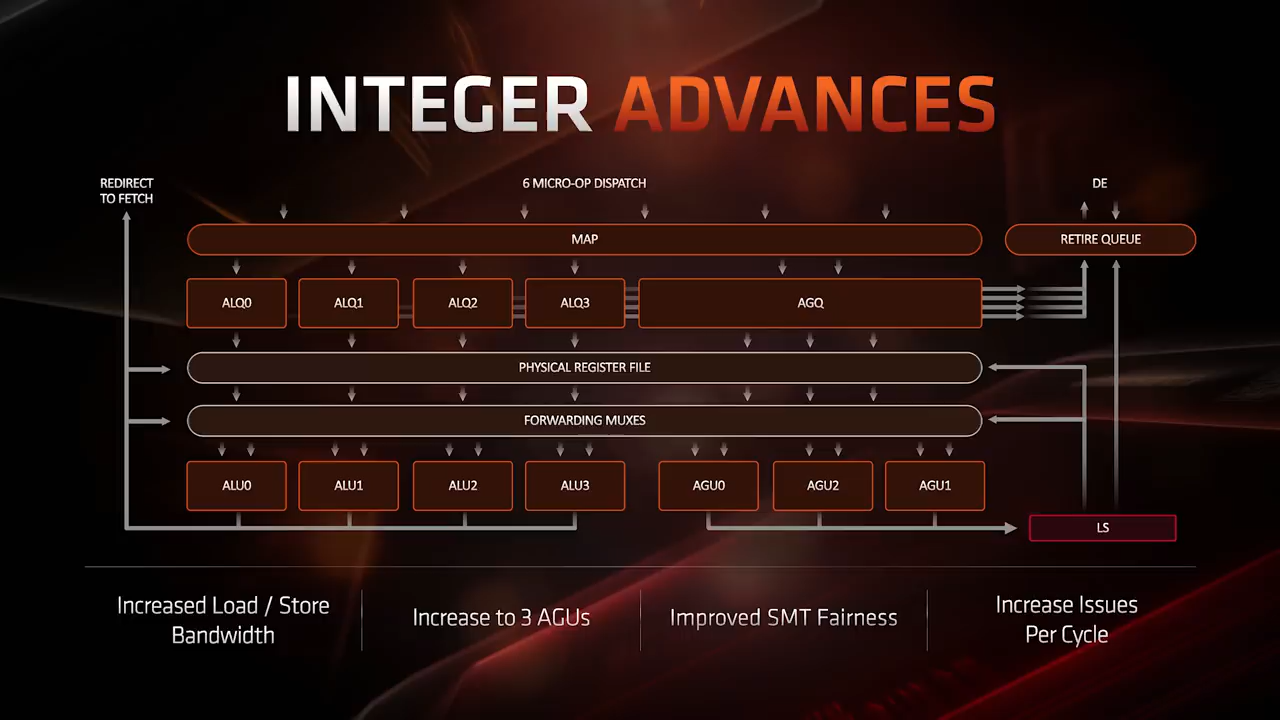 INTEGER ADVANCES
REDIRECT
TO FETCH
6 MICRO-OP DISPATCH
DE
MAP
RETIRE QUEUE
ALQ0
ALQ1
ALQ2
ALQ3
AGQ
PHYSICAL REGISTER FILE
FORWARDING MUXES
ALU0
ALU1
ALU2
ALU3
AGU0
AGU2
AGU1
LS
Increased Load / Store
Bandwidth
Increase to 3 AGUs
Improved SMT Fairness
Increase Issues
Per Cycle